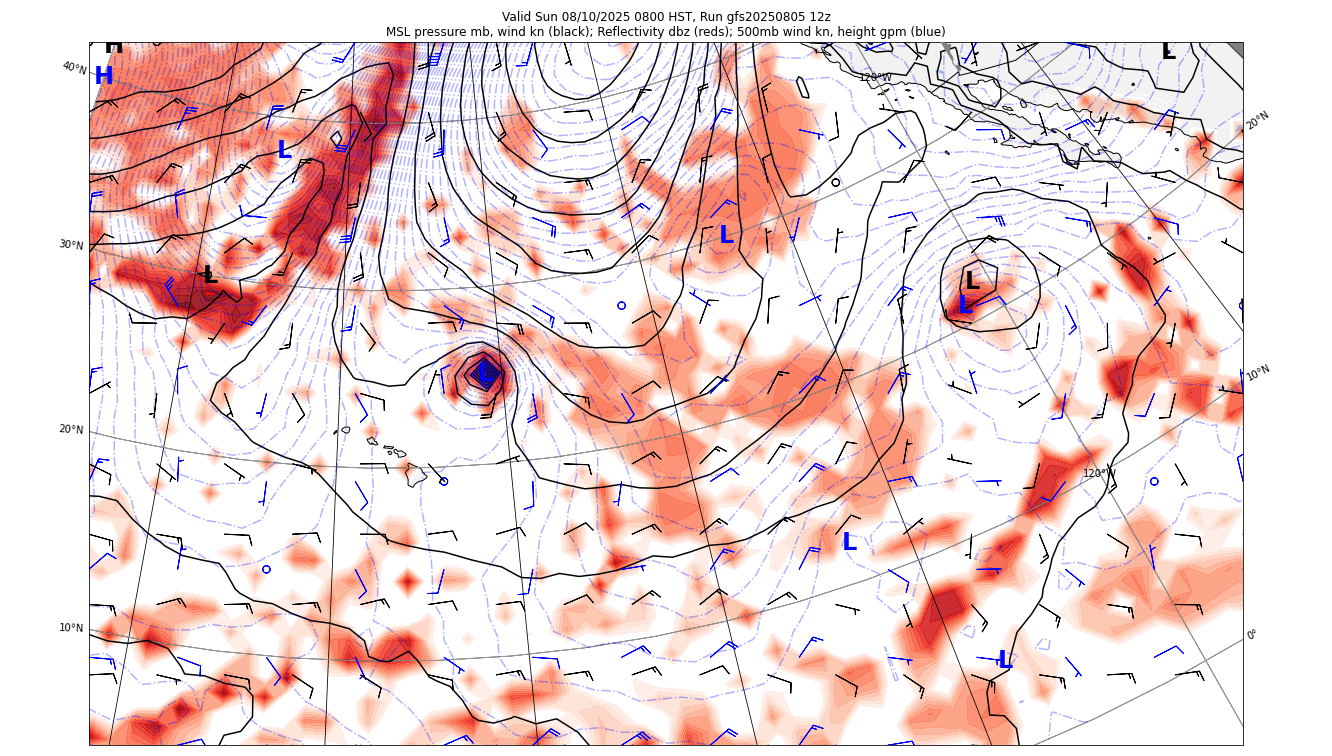 Valid Sun 08/10/2025 0800 HST, Run gfs20250805 12z
MSL pressure mb, wind kn (black); Reflectivity dbz (reds); 500mb wind kn, height gpm (blue)
H
L
40°N
H
120°W
20°N
L
L
30°N
L
L
L
L
10°N
20°N
120°W
L
10°N
0°
L